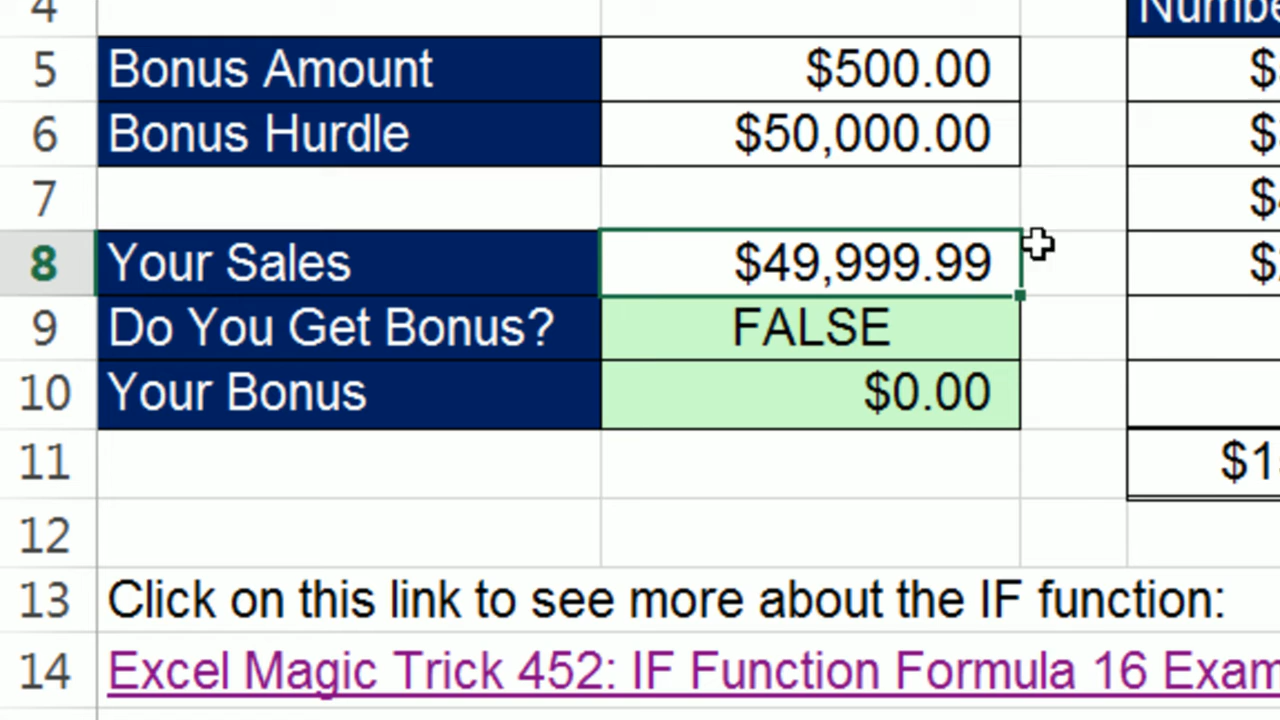 4
5 Bonus Amount $500.00
6 Bonus Hurdle $50,000.00
7
8 Your Sales $49,999.99
9 Do You Get Bonus? FALSE
10 Your Bonus $0.00
11
12
13 Click on this link to see more about the IF function:
14 Excel Magic Trick 452: IF Function Formula 16